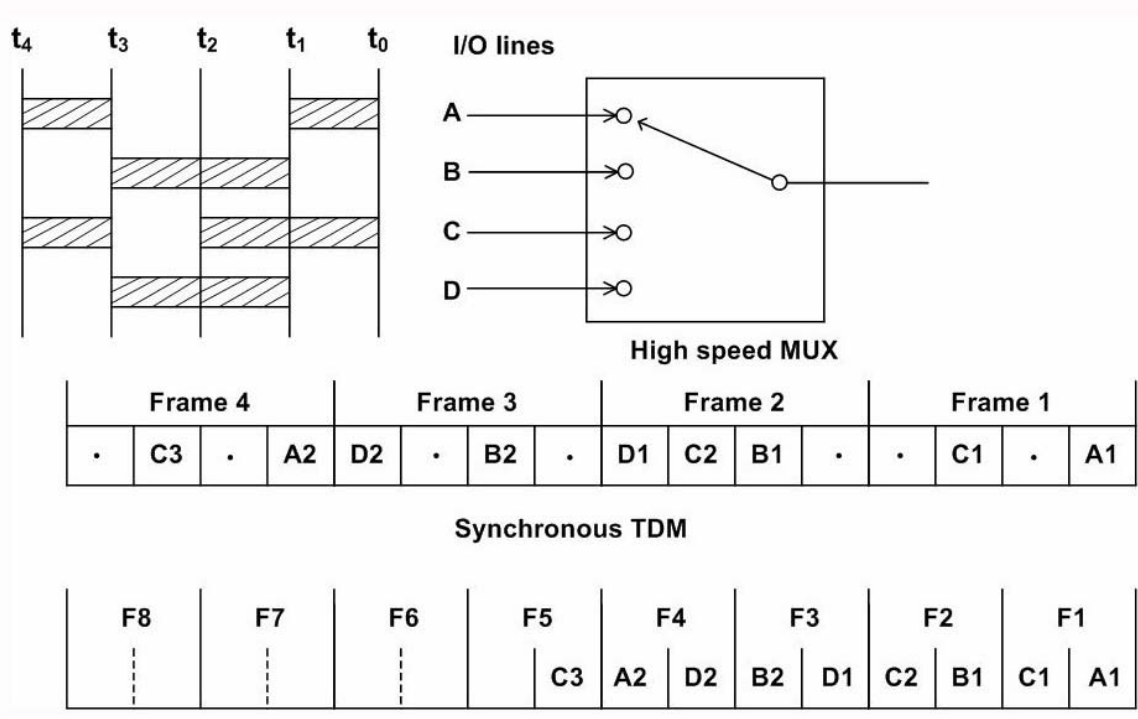 t4 t3 t2 t1 t0
I/O lines
A
B
C
D
High speed MUX
Frame 4 Frame 3 Frame 2 Frame 1
. C3 . A2 D2 . B2 . D1 C2 B1 . . C1 . A1
Synchronous TDM
F8 F7 F6 F5 F4 F3 F2 F1
C3 A2 D2 B2 D1 C2 B1 C1 A1